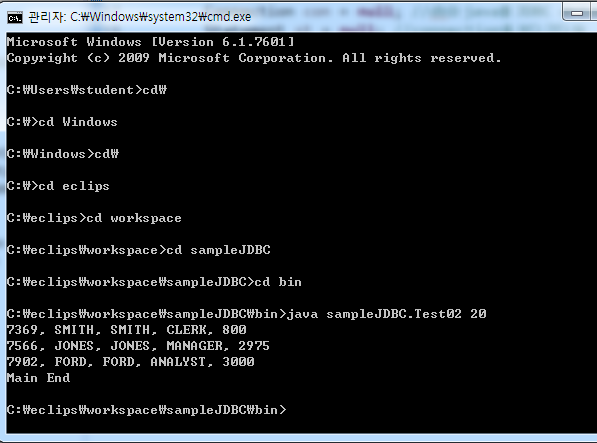 관리자: C:₩Windows₩system32₩cmd.exe
Microsoft Windows [Version 6.1.7601]
Copyright (c) 2009 Microsoft Corporation. All rights reserved.
C:₩Users₩student>cd₩
C:₩>cd Windows
C:₩Windows>cd₩
C:₩>cd eclips
C:₩eclips>cd workspace
C:₩eclips₩workspace>cd sampleJDBC
C:₩eclips₩workspace₩sampleJDBC>cd bin
C:₩eclips₩workspace₩sampleJDBC₩bin>java sampleJDBC.Test02 20
7369, SMITH, SMITH, CLERK, 800
7566, JONES, JONES, MANAGER, 2975
7902, FORD, FORD, ANALYST, 3000
Main End
C:₩eclips₩workspace₩sampleJDBC₩bin>